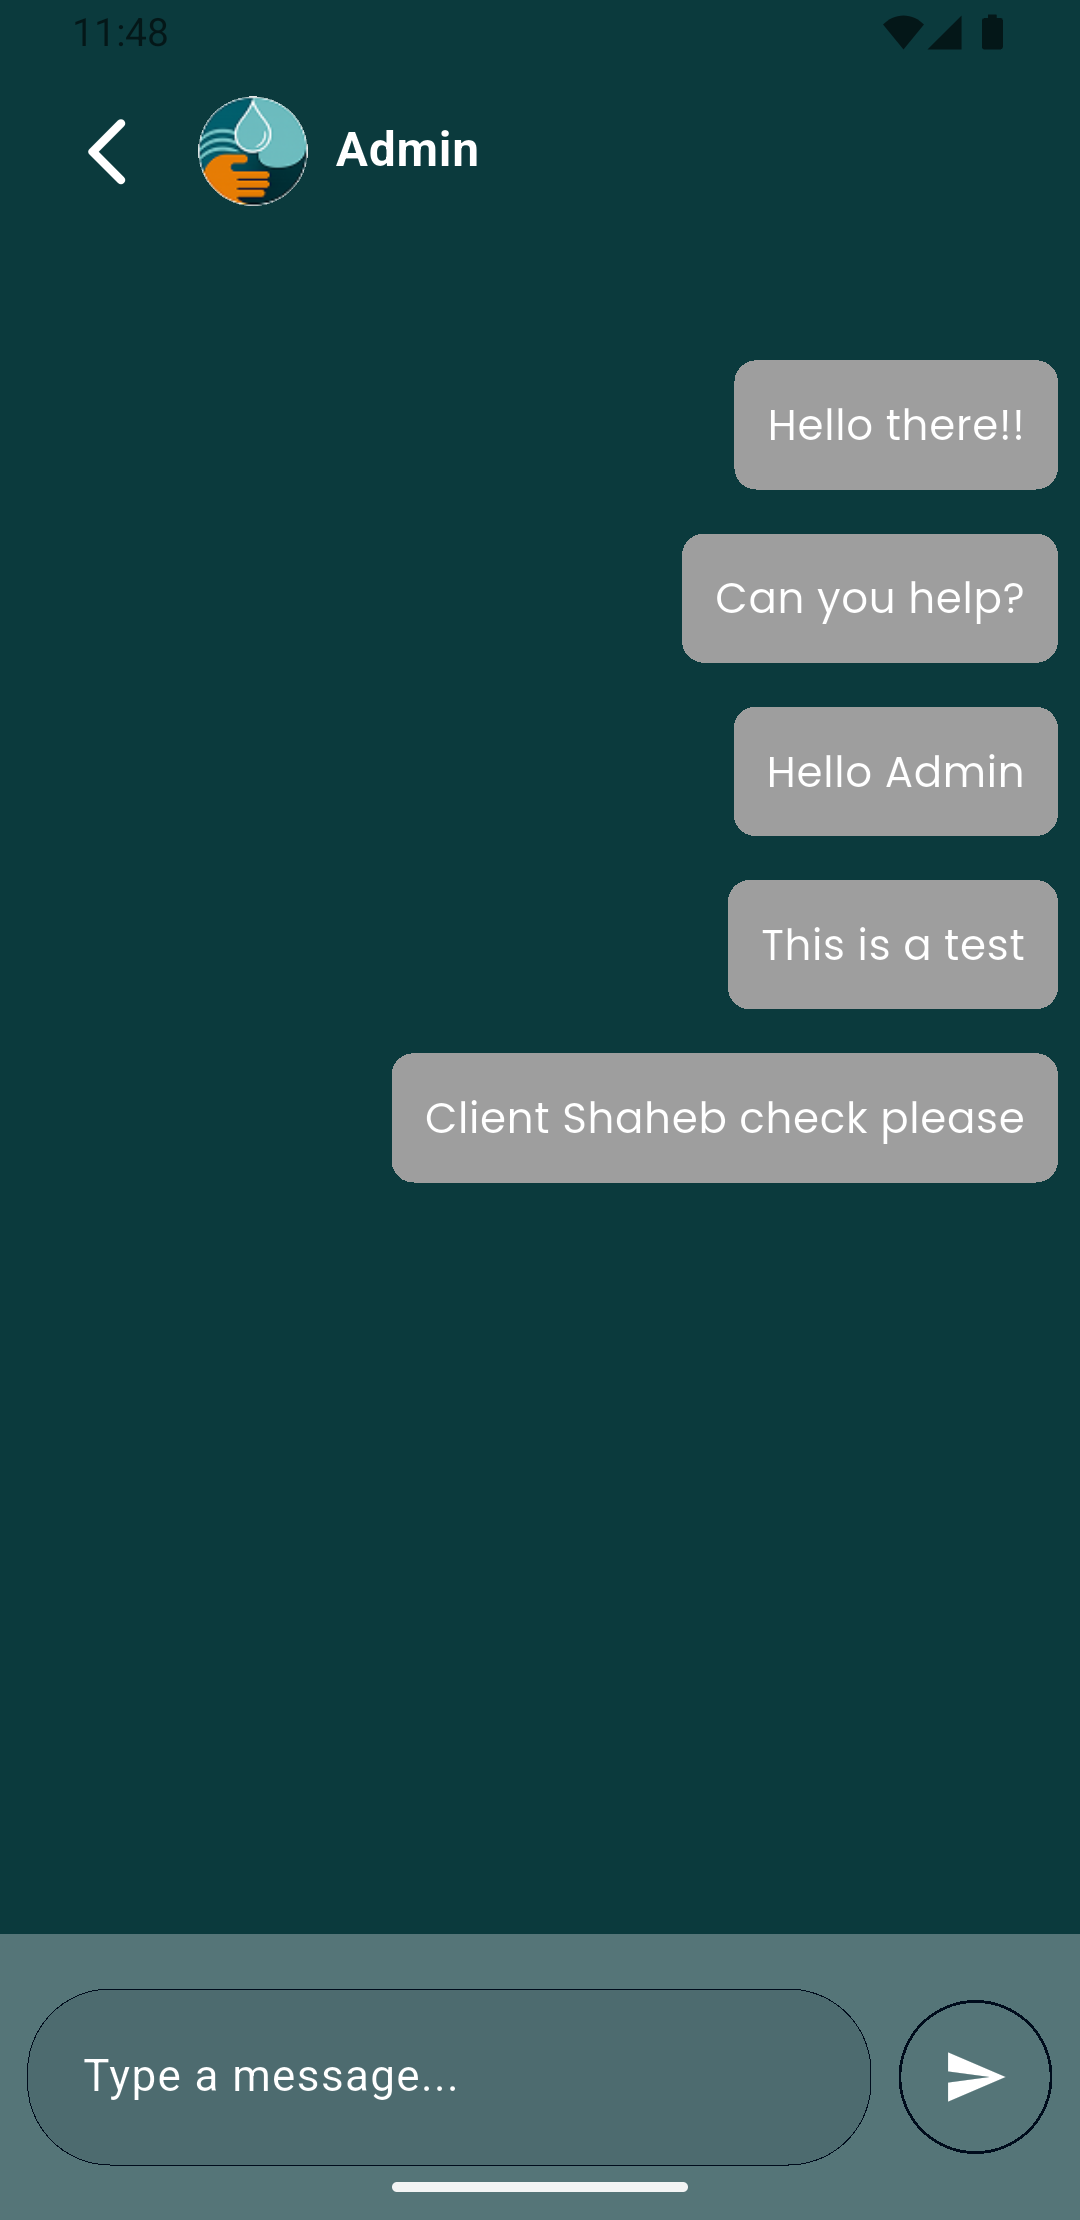 11:48
Admin
Hello there!!
Can you help?
Hello Admin
This is a test
Client Shaheb check please
Type a message...